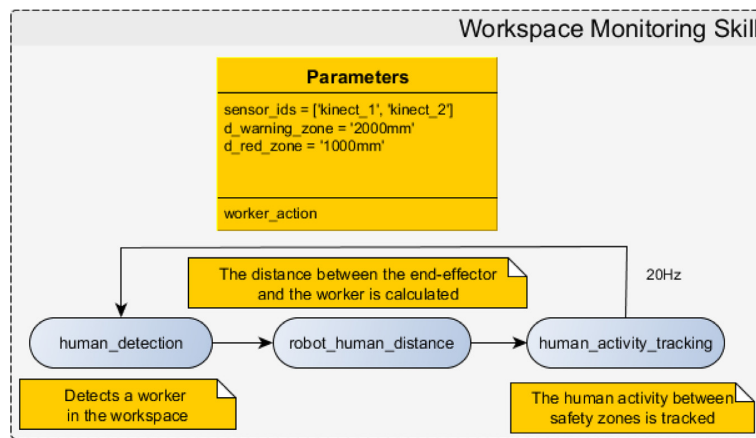 Workspace Monitoring Skill
Parameters
sensor_ids = ['kinect_1', 'kinect_2']
d_warning_zone = '2000mm'
d_red_zone = '1000mm'
worker_action
The distance between the end-effector
and the worker is calculated
20Hz
human_detection
robot_human_distance
human_activity_tracking
Detects a worker
in the workspace
The human activity between
safety zones is tracked